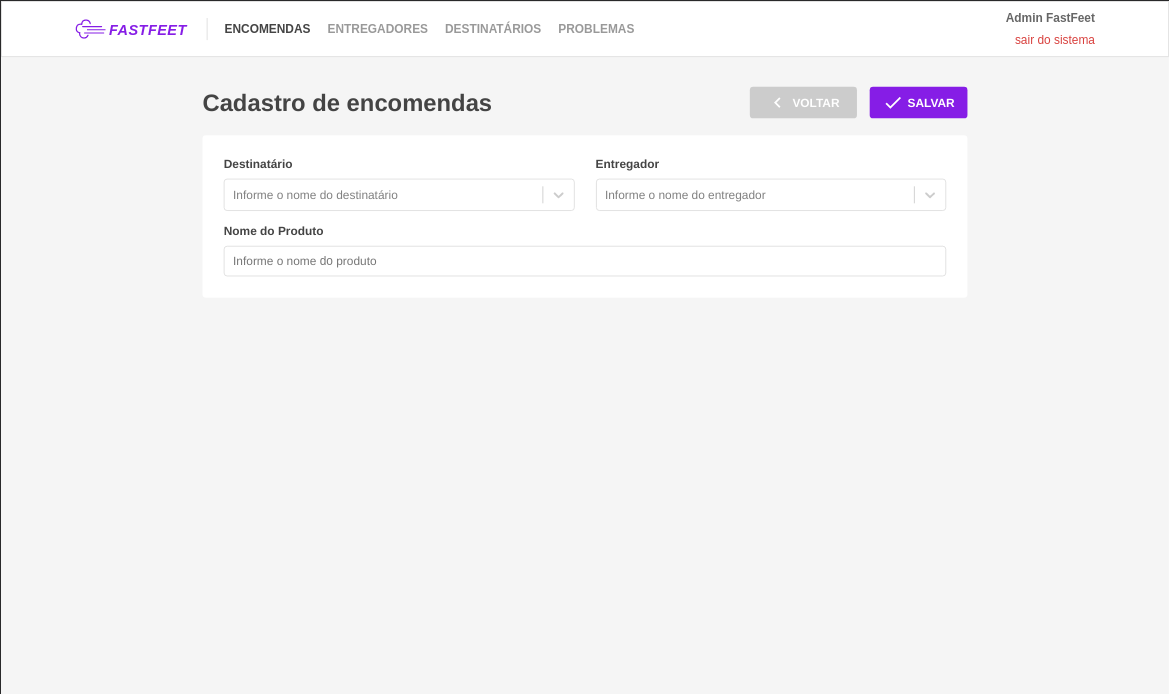 FASTFEET
ENCOMENDAS ENTREGADORES DESTINATÁRIOS PROBLEMAS
Admin FastFeet
sair do sistema
Cadastro de encomendas
VOLTAR
SALVAR
Destinatário
Informe o nome do destinatário
Entregador
Informe o nome do entregador
Nome do Produto
Informe o nome do produto